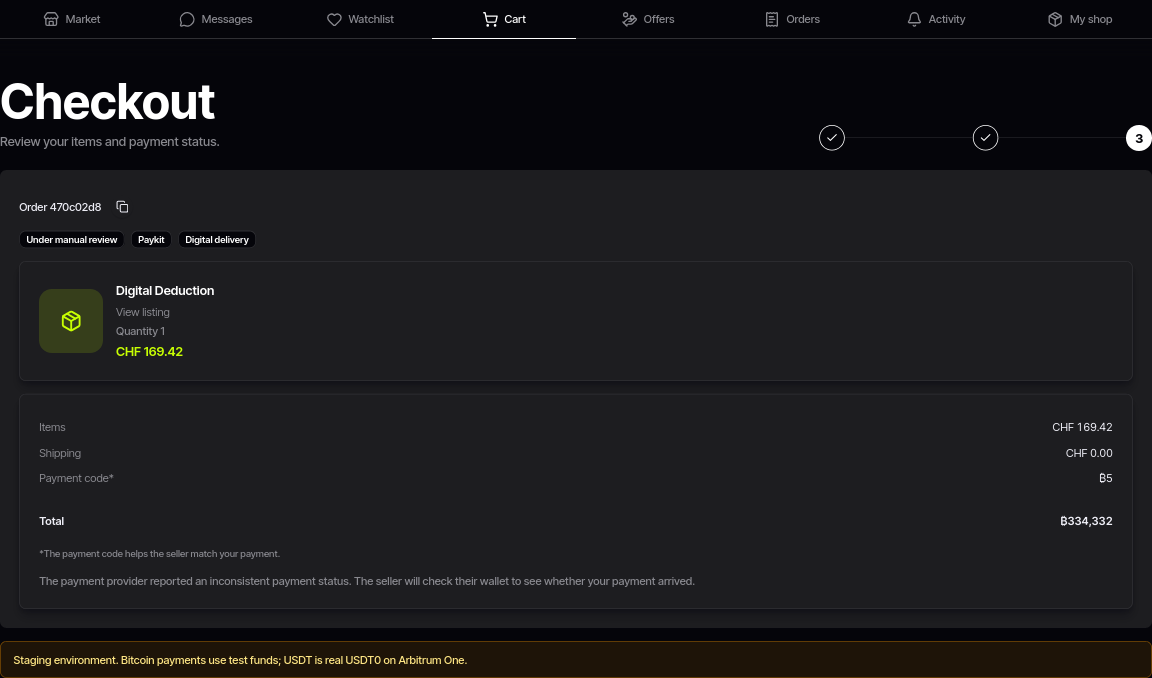 Market
Messages
Watchlist
Cart
Offers
Orders
Activity
My shop
Checkout
Review your items and payment status.
3
Order 470c02d8
Under manual review
Paykit
Digital delivery
Digital Deduction
View listing
Quantity 1
CHF 169.42
Items CHF 169.42
Shipping CHF 0.00
Payment code* ₿5
Total ₿334,332
*The payment code helps the seller match your payment.
The payment provider reported an inconsistent payment status. The seller will check their wallet to see whether your payment arrived.
Staging environment. Bitcoin payments use test funds; USDT is real USDT0 on Arbitrum One.